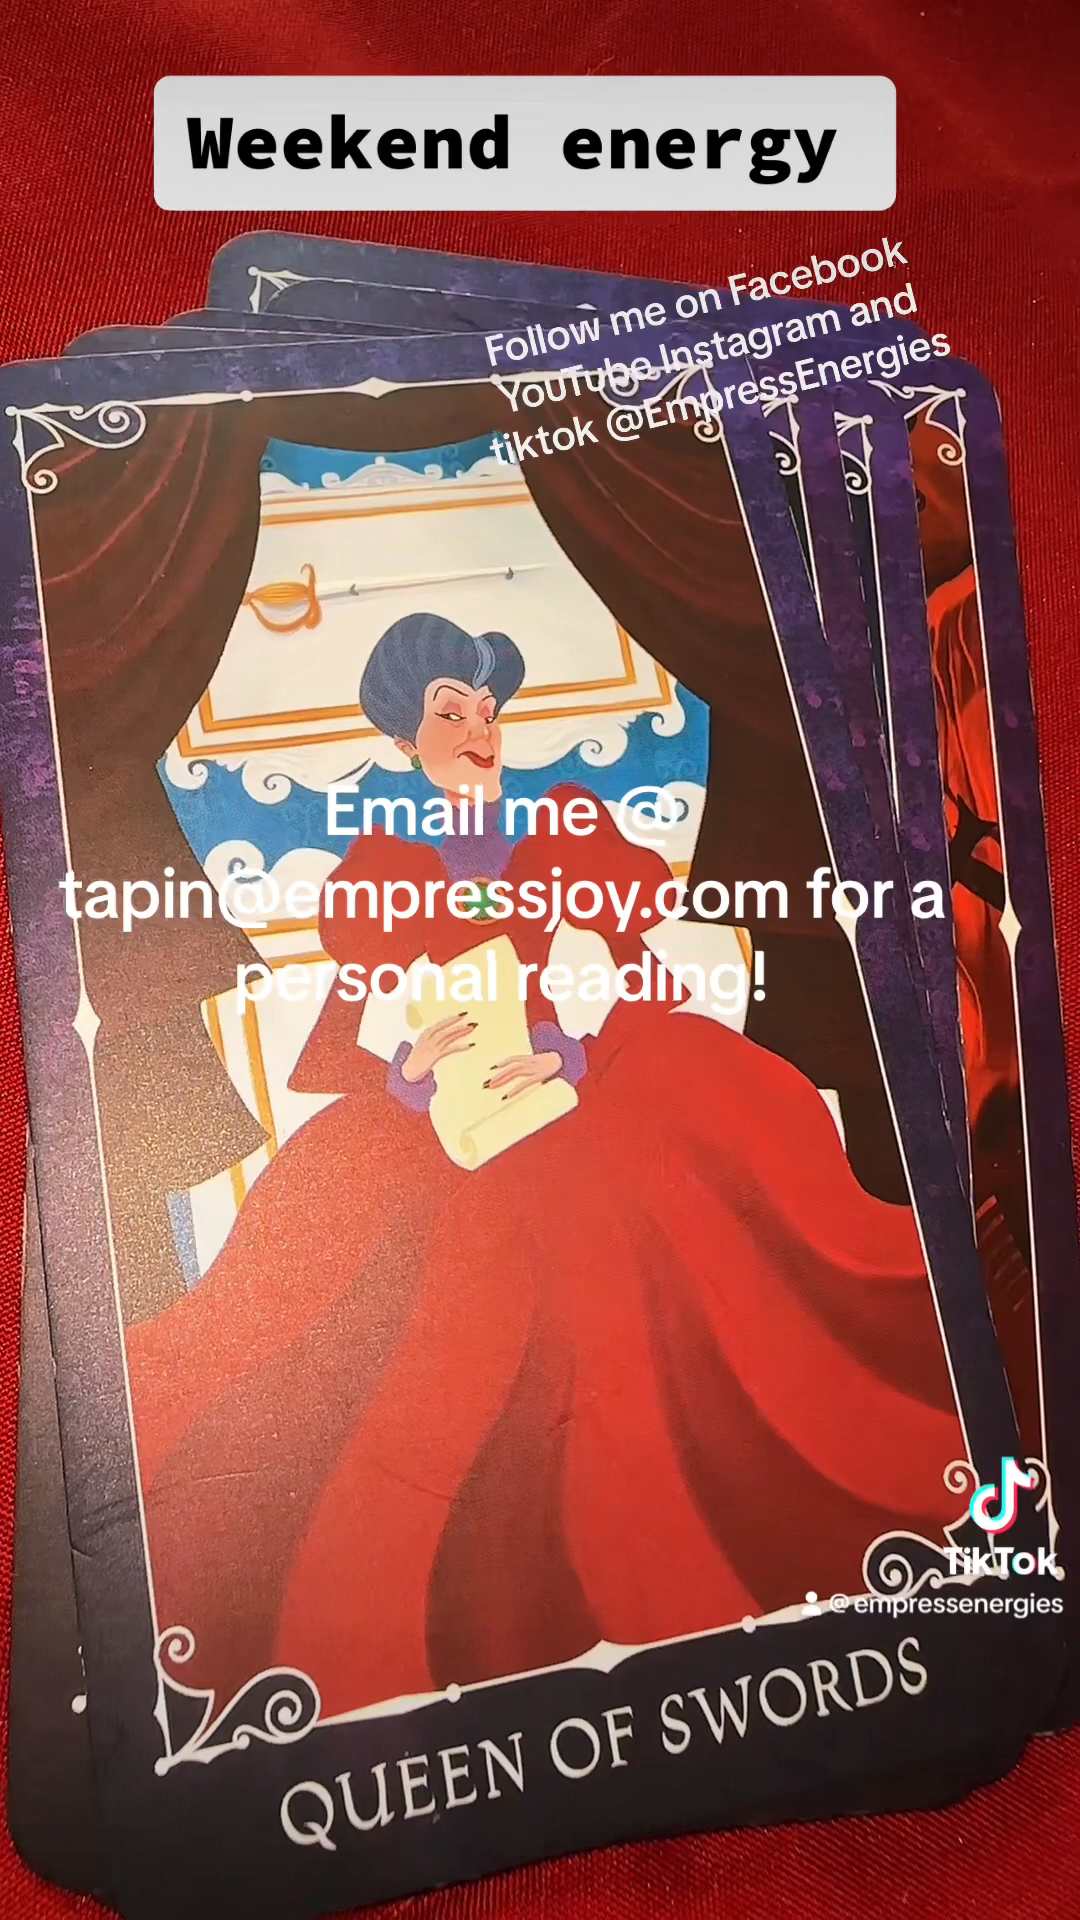 Weekend energy
Follow me on Facebook
YouTube Instagram and
tiktok @EmpressEnergies
Email me @
tapin@empressjoy.com for a
personal reading!
TikTok
@empressenergies
QUEEN OF SWORDS